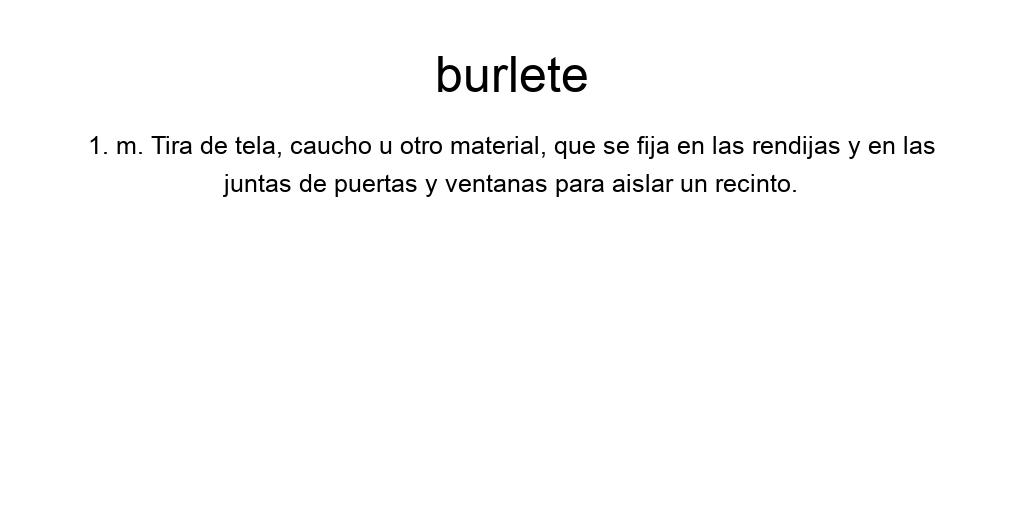 burlete
1. m. Tira de tela, caucho u otro material, que se fija en las rendijas y en las
juntas de puertas y ventanas para aislar un recinto.